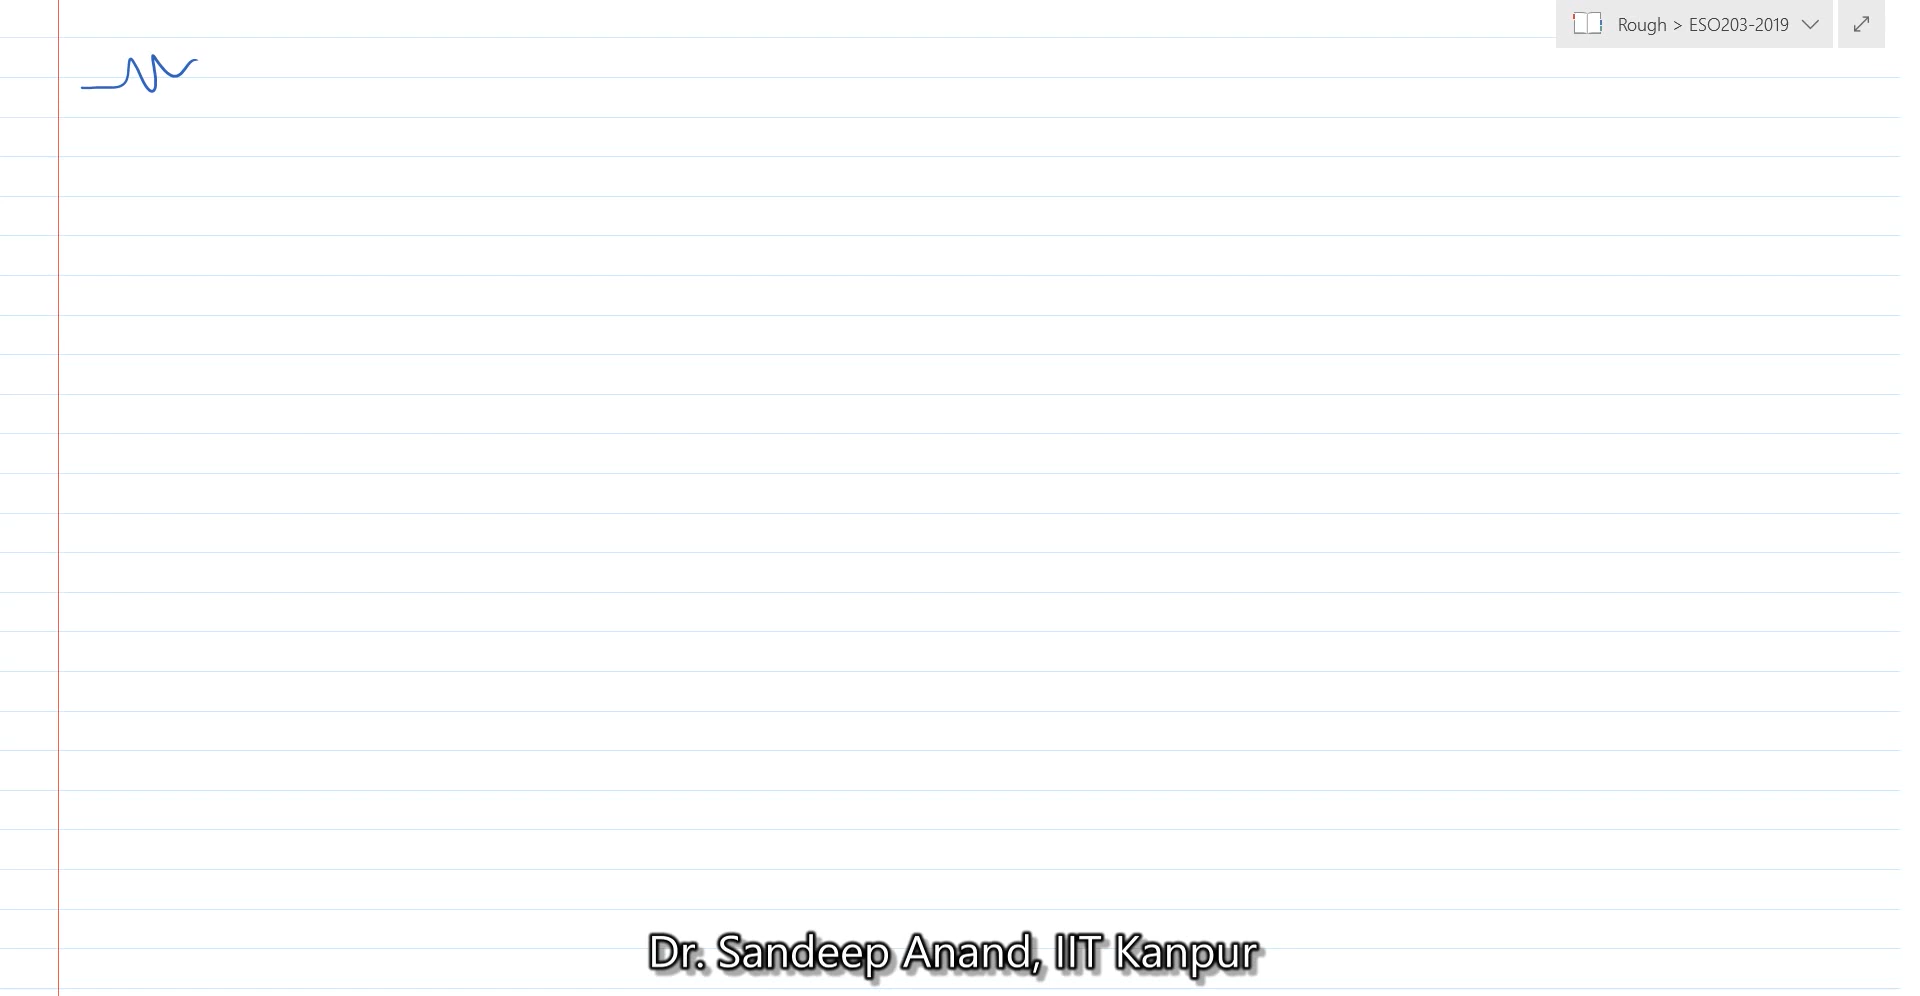 Rough > ESO203-2019
Dr. Sandeep Anand, IIT Kanpur